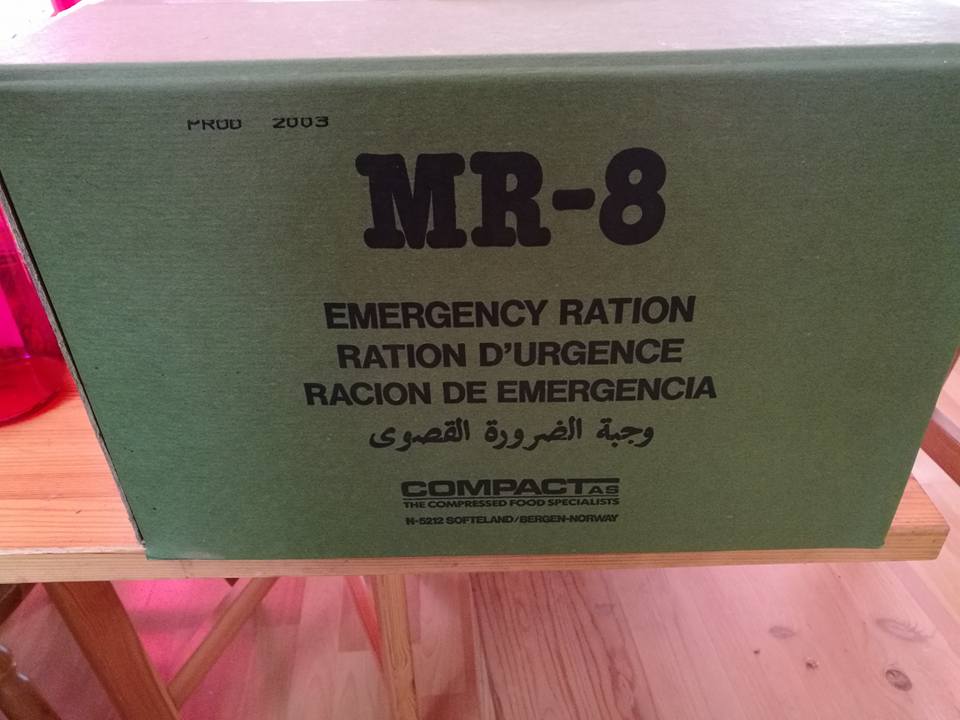 PROD 2003
MR-8
EMERGENCY RATION
RATION D'URGENCE
RACION DE EMERGENCIA
وجبة الضرورة القصوى
COMPACT AS
THE COMPRESSED FOOD SPECIALISTS
N-5212 SOFTELAND/BERGEN-NORWAY